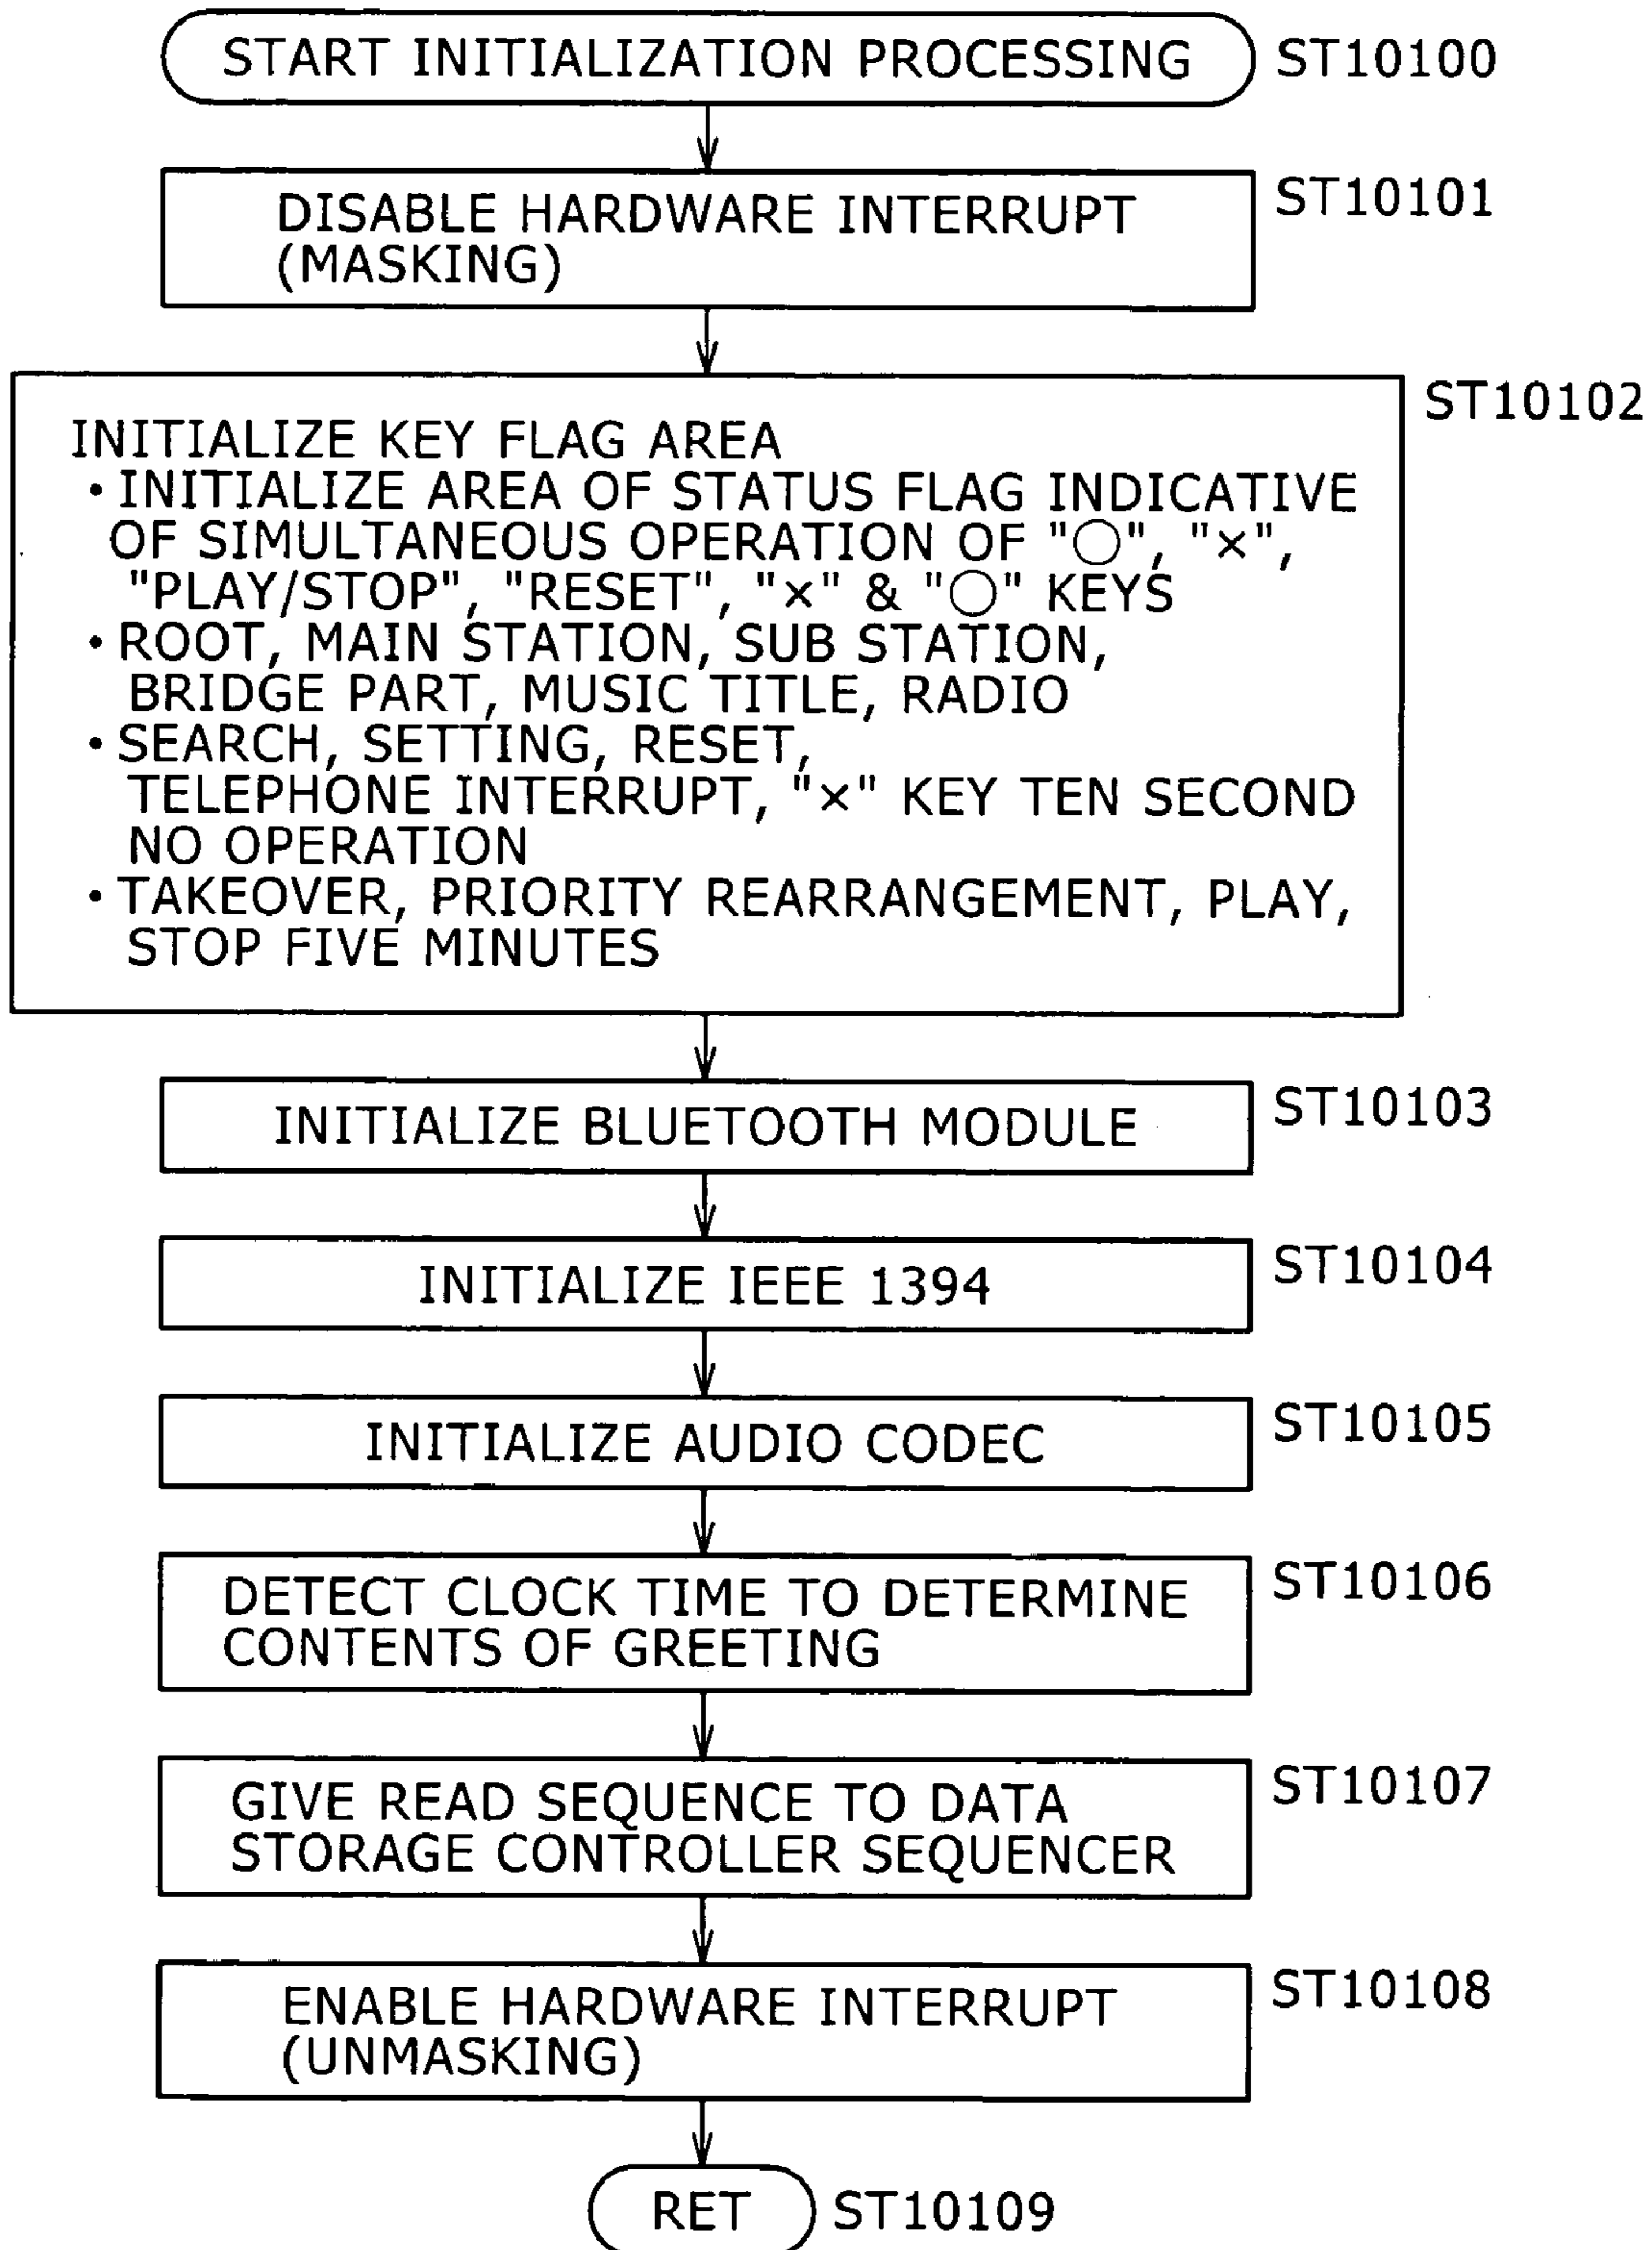 START INITIALIZATION PROCESSING ST10100
DISABLE HARDWARE INTERRUPT ST10101
(MASKING)
ST10102
INITIALIZE KEY FLAG AREA
・INITIALIZE AREA OF STATUS FLAG INDICATIVE
OF SIMULTANEOUS OPERATION OF "○", "×",
"PLAY/STOP", "RESET", "×" & "○" KEYS
・ROOT, MAIN STATION, SUB STATION,
BRIDGE PART, MUSIC TITLE, RADIO
・SEARCH, SETTING, RESET,
TELEPHONE INTERRUPT, "×" KEY TEN SECOND
NO OPERATION
・TAKEOVER, PRIORITY REARRANGEMENT, PLAY,
STOP FIVE MINUTES
INITIALIZE BLUETOOTH MODULE ST10103
INITIALIZE IEEE 1394 ST10104
INITIALIZE AUDIO CODEC ST10105
DETECT CLOCK TIME TO DETERMINE ST10106
CONTENTS OF GREETING
GIVE READ SEQUENCE TO DATA ST10107
STORAGE CONTROLLER SEQUENCER
ENABLE HARDWARE INTERRUPT ST10108
(UNMASKING)
RET ST10109